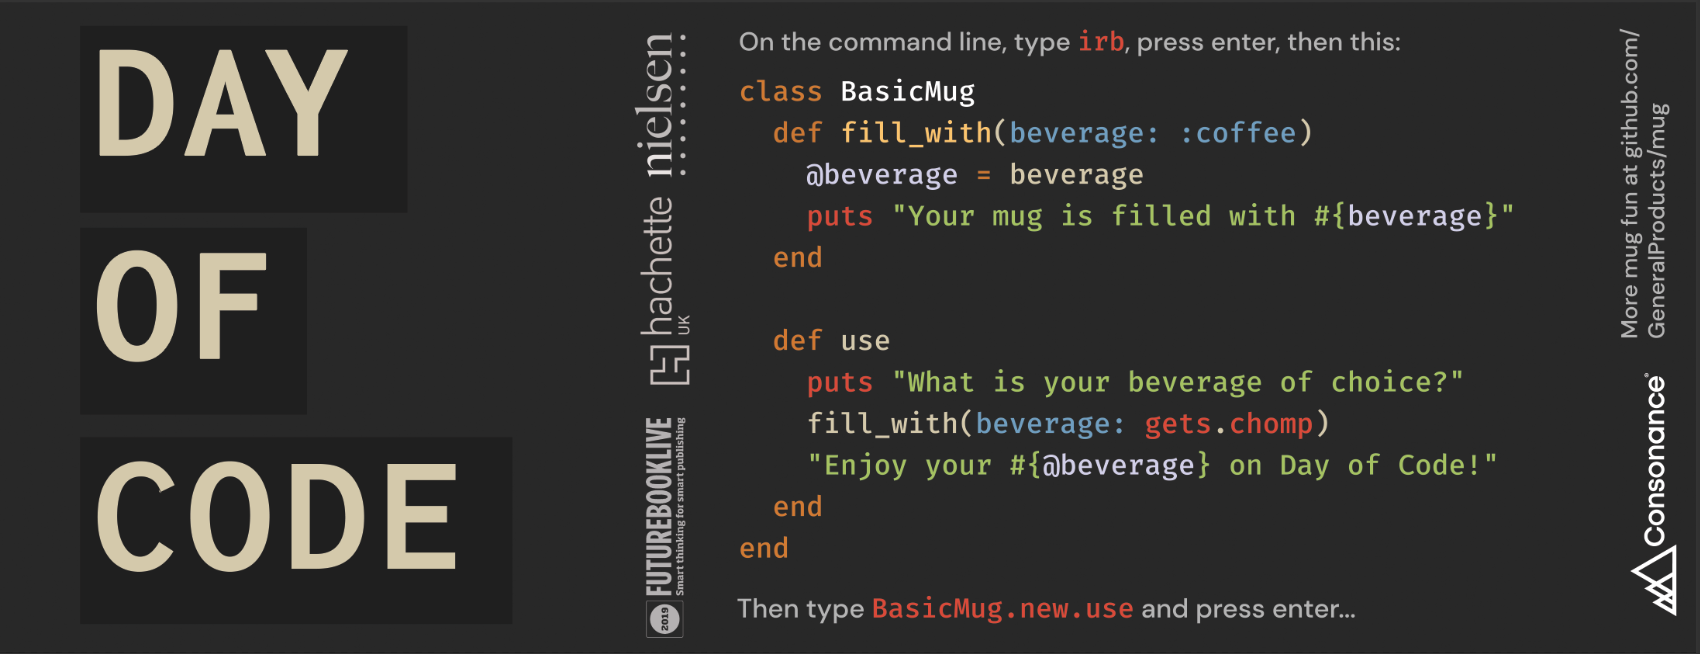 DAY
OF
CODE
nielsen
hachette
UK
FUTUREBOOKLIVE
Smart thinking for smart publishing
2019
On the command line, type irb, press enter, then this:
class BasicMug
  def fill_with(beverage: :coffee)
    @beverage = beverage
    puts "Your mug is filled with #{beverage}"
  end

  def use
    puts "What is your beverage of choice?"
    fill_with(beverage: gets.chomp)
    "Enjoy your #{@beverage} on Day of Code!"
  end
end
Then type BasicMug.new.use and press enter...
More mug fun at github.com/
GeneralProducts/mug
Consonance